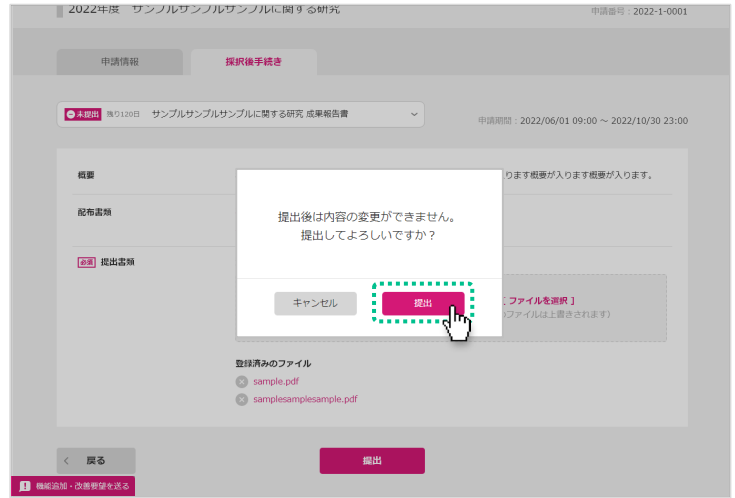 2022年度 サンプルサンプルサンプルに関する研究
申請番号：2022-1-0001
申請情報
採択後手続き
未提出 残り120日 サンプルサンプルサンプルに関する研究 成果報告書
申請期間：2022/06/01 09:00 ～ 2022/10/30 23:00
概要
ります概要が入ります概要が入ります。
配布書類
提出後は内容の変更ができません。
提出してよろしいですか？
必須 提出書類
キャンセル
提出
[ ファイルを選択 ]
のファイルは上書きされます）
登録済みのファイル
sample.pdf
samplesamplesample.pdf
戻る
提出
機能追加・改善要望を送る